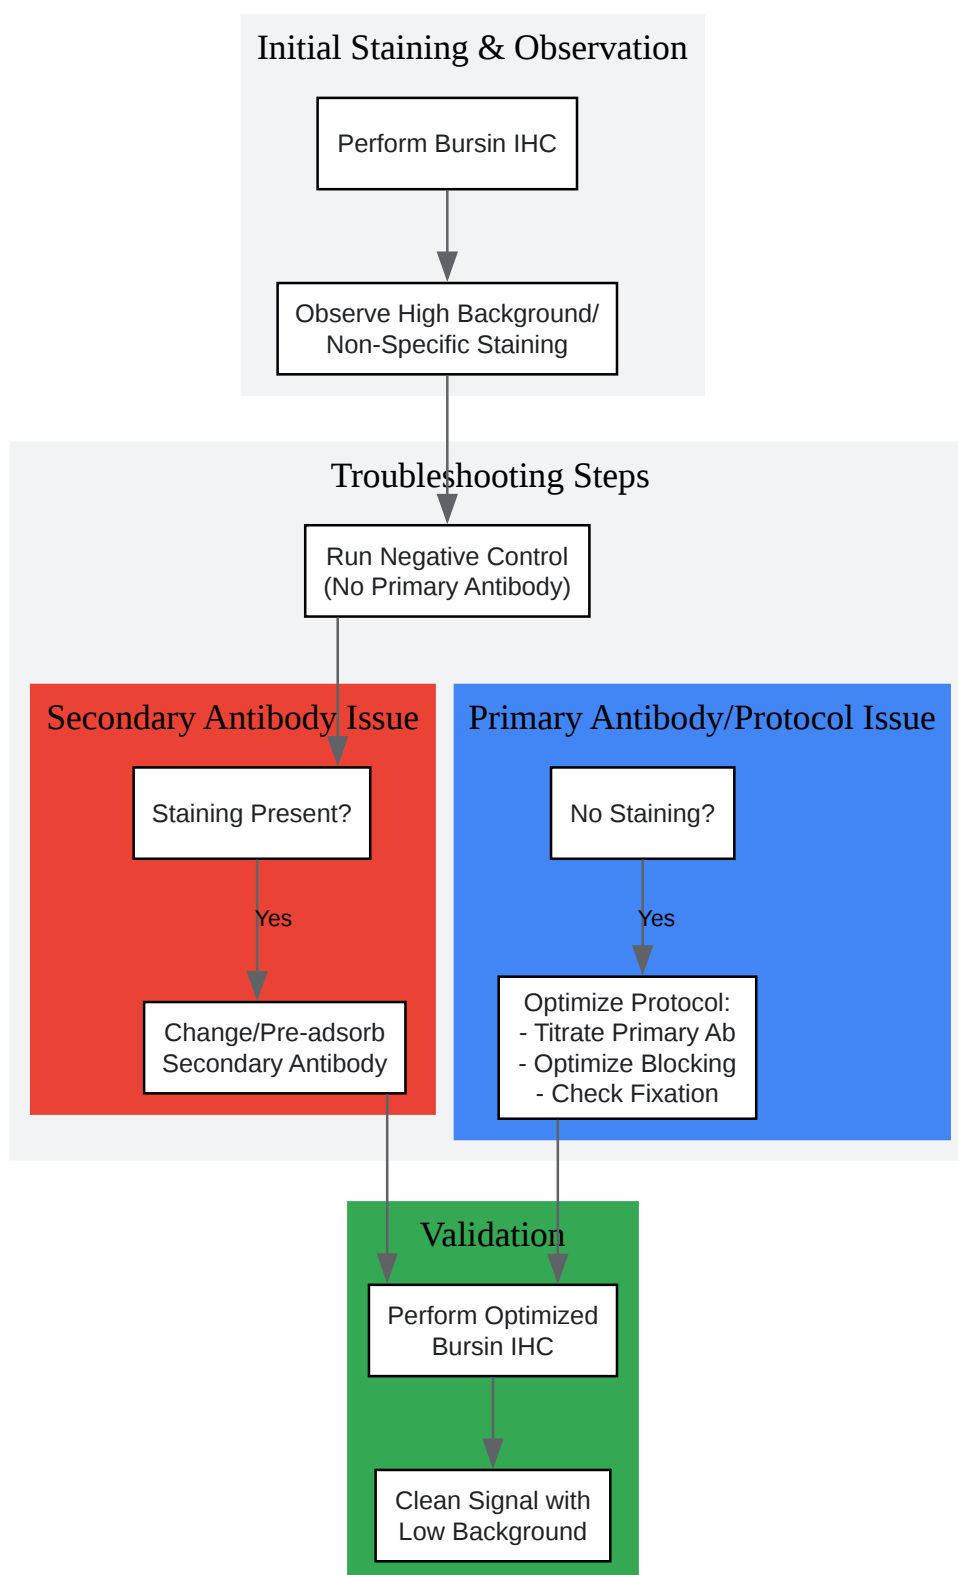 Initial Staining & Observation
Perform Bursin IHC
Observe High Background/
Non-Specific Staining
Troubleshooting Steps
Run Negative Control
(No Primary Antibody)
Secondary Antibody Issue
Staining Present?
Yes
Change/Pre-adsorb
Secondary Antibody
Primary Antibody/Protocol Issue
No Staining?
Yes
Optimize Protocol:
- Titrate Primary Ab
- Optimize Blocking
- Check Fixation
Validation
Perform Optimized
Bursin IHC
Clean Signal with
Low Background